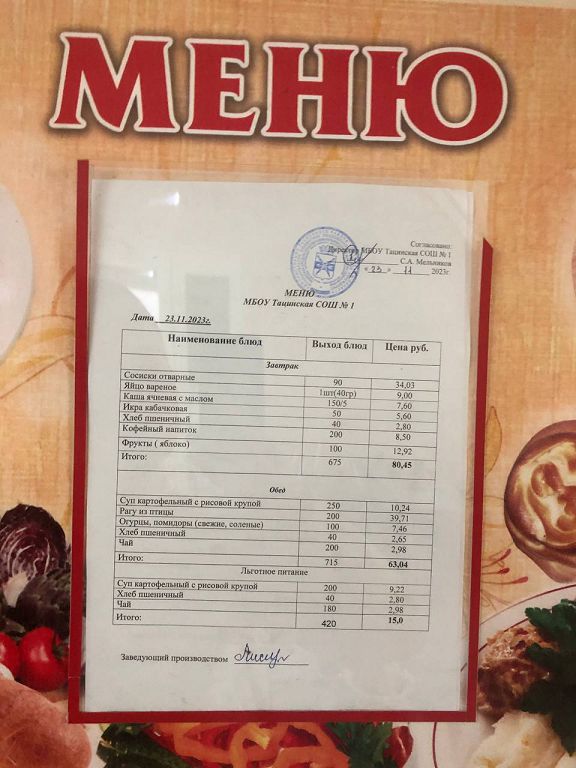 МЕНЮ
Согласовано:
Директор МБОУ Тацинская СОШ № 1
С.А. Мельников
« 23 » 11 2023г.
МЕНЮ
МБОУ Тацинская СОШ № 1
Дата 23.11.2023г.
Наименование блюд Выход блюд Цена руб.
Завтрак
Сосиски отварные 90 34,03
Яйцо вареное 1шт(40гр) 9,00
Каша ячневая с маслом 150/5 7,60
Икра кабачковая 50 5,60
Хлеб пшеничный 40 2,80
Кофейный напиток 200 8,50
Фрукты ( яблоко) 100 12,92
Итого: 675 80,45
Обед
Суп картофельный с рисовой крупой 250 10,24
Рагу из птицы 200 39,71
Огурцы, помидоры (свежие, соленые) 100 7,46
Хлеб пшеничный 40 2,65
Чай 200 2,98
Итого: 715 63,04
Льготное питание
Суп картофельный с рисовой крупой 200 9,22
Хлеб пшеничный 40 2,80
Чай 180 2,98
Итого: 420 15,0
Заведующий производством